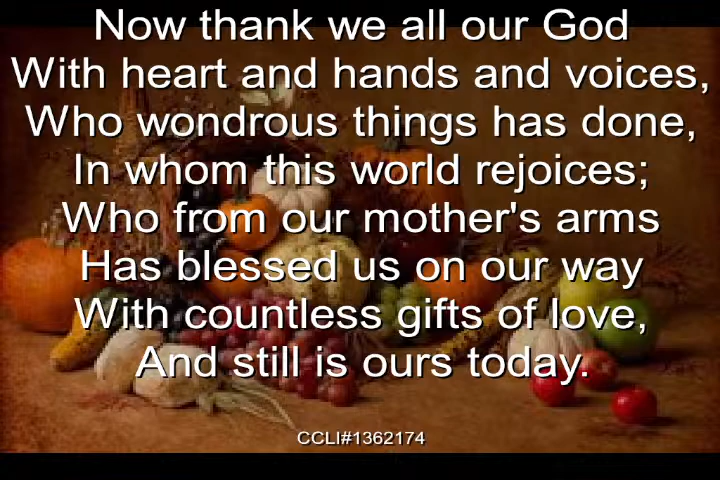 Now thank we all our God
With heart and hands and voices,
Who wondrous things has done,
In whom this world rejoices;
Who from our mother's arms
Has blessed us on our way
With countless gifts of love,
And still is ours today.
CCLI#1362174